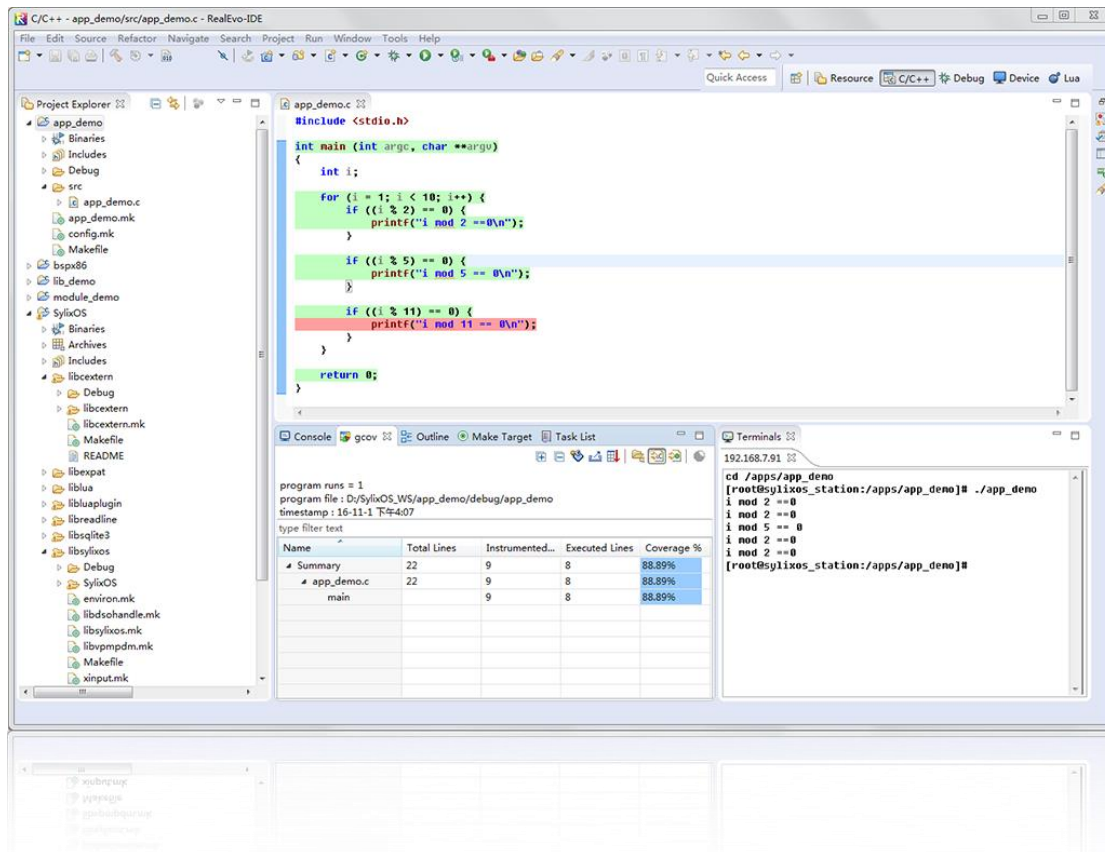 C/C++ - app_demo/src/app_demo.c - RealEvo-IDE
File Edit Source Refactor Navigate Search Project Run Window Tools Help
Quick Access
Resource
C/C++
Debug
Device
Lua
Project Explorer
app_demo
Binaries
Includes
Debug
src
app_demo.c
app_demo.mk
config.mk
Makefile
bspx86
lib_demo
module_demo
SylixOS
Binaries
Archives
Includes
libcextern
Debug
libcextern
libcextern.mk
Makefile
README
libexpat
liblua
libluaplugin
libreadline
libsqlite3
libsylixos
Debug
SylixOS
environ.mk
libdsohandle.mk
libsylixos.mk
libvpmpdm.mk
Makefile
xinput.mk
app_demo.c
#include <stdio.h>
int main (int argc, char **argv)
{
int i;
for (i = 1; i < 10; i++) {
if ((i % 2) == 0) {
printf("i mod 2 ==0\n");
}
if ((i % 5) == 0) {
printf("i mod 5 == 0\n");
}
if ((i % 11) == 0) {
printf("i mod 11 == 0\n");
}
}
return 0;
}
Console gcov Outline Make Target Task List
program runs = 1
program file : D:/SylixOS_WS/app_demo/debug/app_demo
timestamp : 16-11-1 下午4:07
type filter text
Name Total Lines Instrumented... Executed Lines Coverage %
Summary 22 9 8 88.89%
app_demo.c 22 9 8 88.89%
main 9 8 88.89%
Terminals
192.168.7.91
cd /apps/app_demo
[root@sylixos_station:/apps/app_demo]# ./app_demo
i mod 2 ==0
i mod 2 ==0
i mod 5 == 0
i mod 2 ==0
i mod 2 ==0
[root@sylixos_station:/apps/app_demo]#